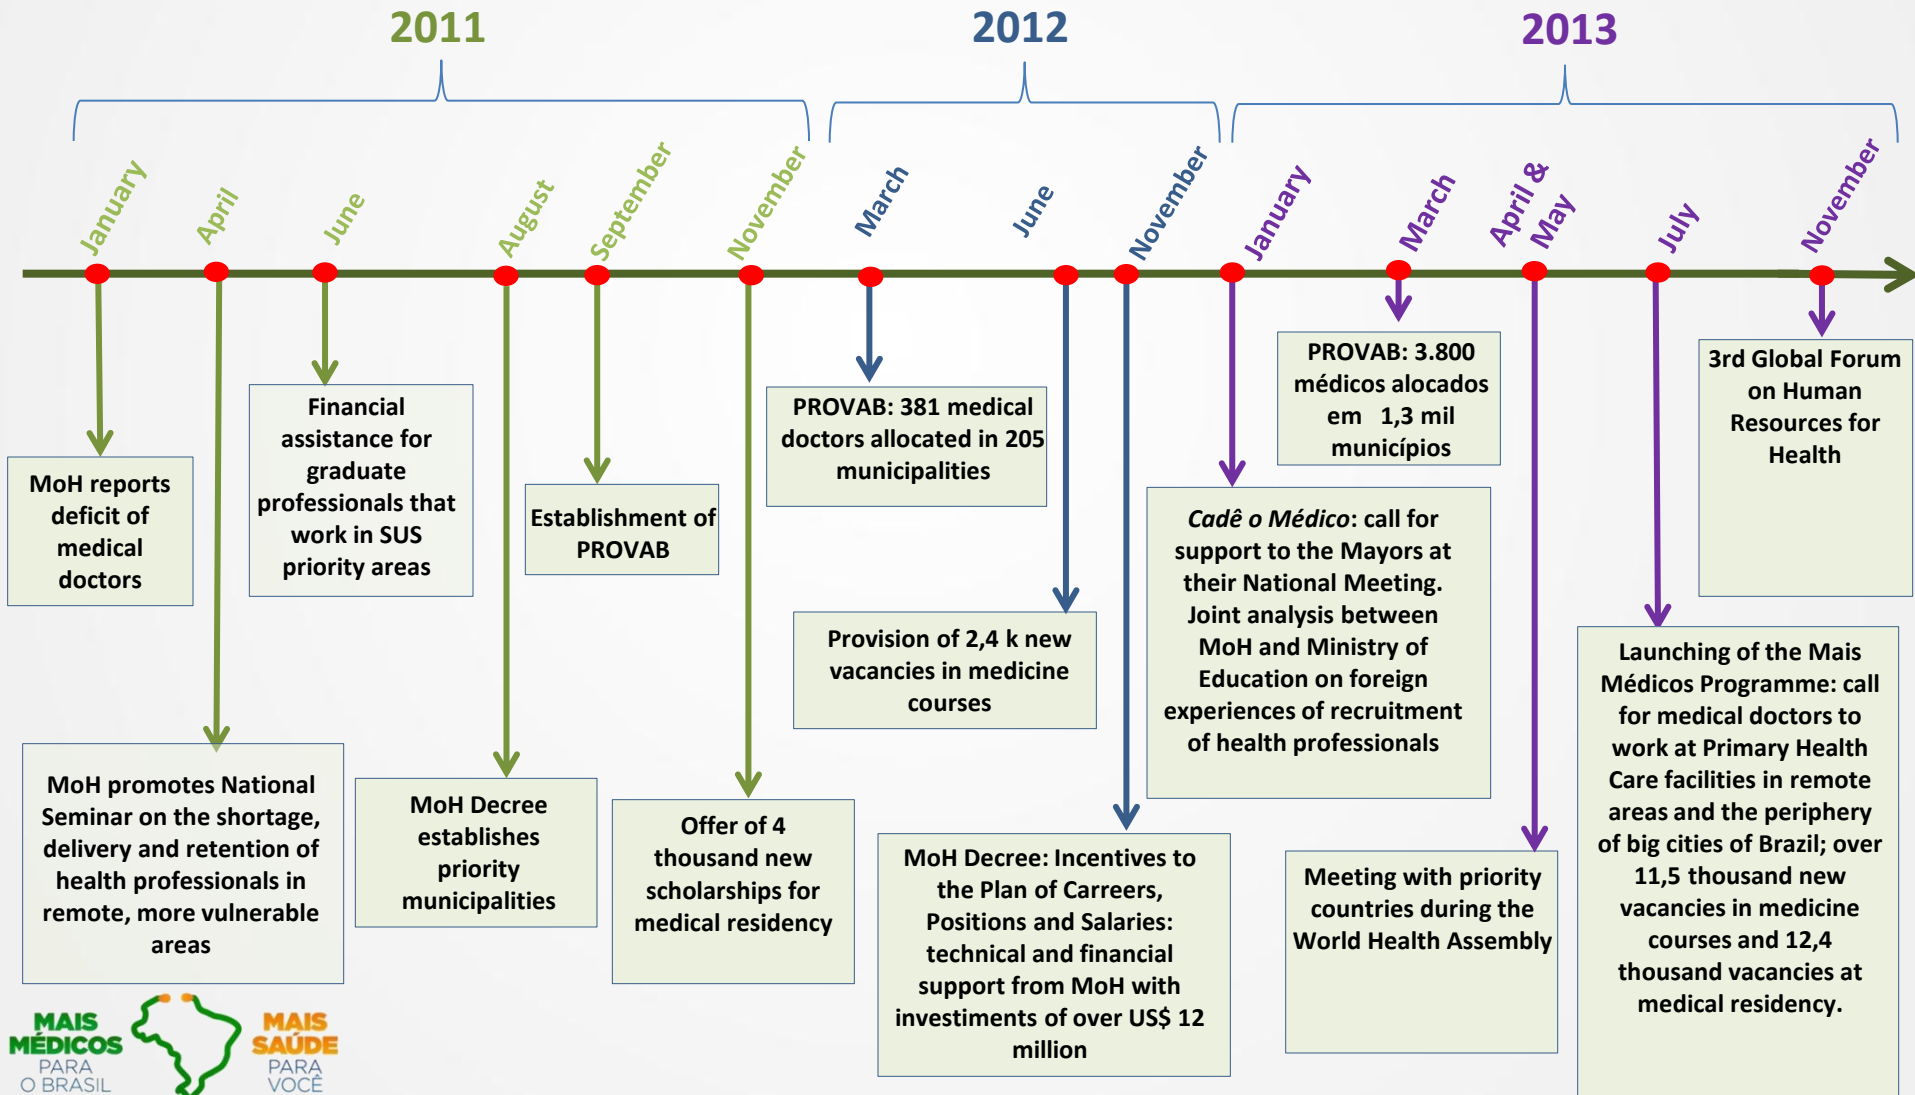 2011
2012
2013
January
April
June
August
September
November
March
June
November
January
March
April &
May
July
November
MoH reports
deficit of
medical
doctors
MoH promotes National
Seminar on the shortage,
delivery and retention of
health professionals in
remote, more vulnerable
areas
Financial
assistance for
graduate
professionals that
work in SUS
priority areas
MoH Decree
establishes
priority
municipalities
Establishment of
PROVAB
Offer of 4
thousand new
scholarships for
medical residency
PROVAB: 381 medical
doctors allocated in 205
municipalities
Provision of 2,4 k new
vacancies in medicine
courses
MoH Decree: Incentives to
the Plan of Carreers,
Positions and Salaries:
technical and financial
support from MoH with
investiments of over US$ 12
million
Cadê o Médico: call for
support to the Mayors at
their National Meeting.
Joint analysis between
MoH and Ministry of
Education on foreign
experiences of recruitment
of health professionals
PROVAB: 3.800
médicos alocados
em 1,3 mil
municípios
Meeting with priority
countries during the
World Health Assembly
Launching of the Mais
Médicos Programme: call
for medical doctors to
work at Primary Health
Care facilities in remote
areas and the periphery
of big cities of Brazil; over
11,5 thousand new
vacancies in medicine
courses and 12,4
thousand vacancies at
medical residency.
3rd Global Forum
on Human
Resources for
Health
MAIS
MÉDICOS
PARA
O BRASIL
MAIS
SAÚDE
PARA
VOCÊ